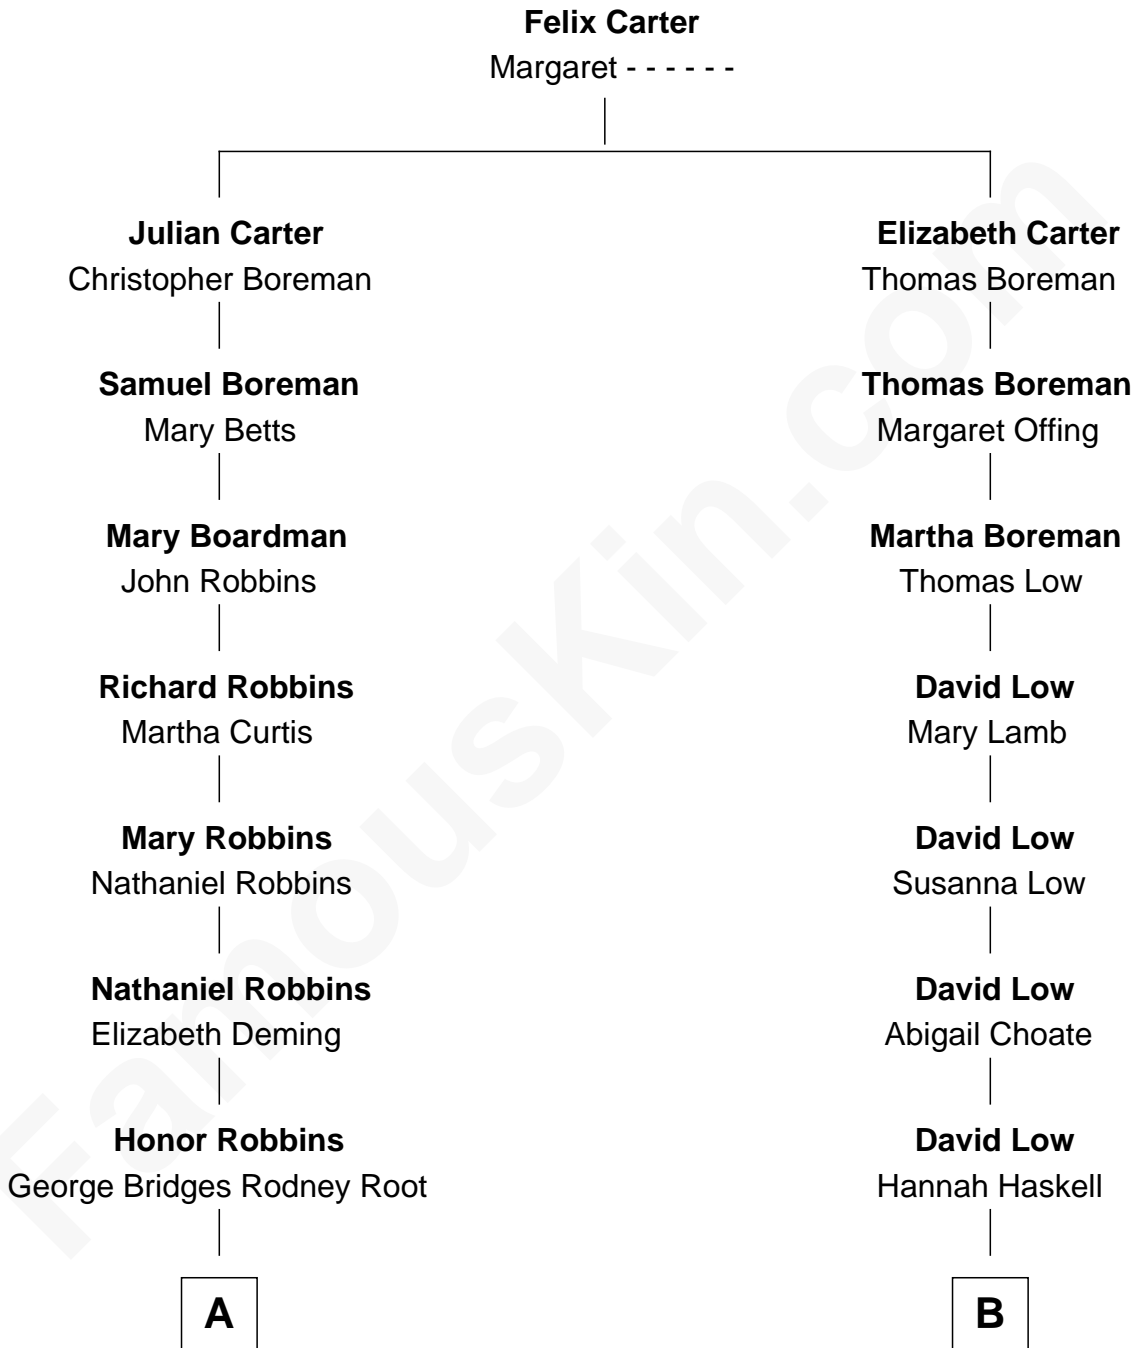 Felix Carter
Margaret - - - - - -
Julian Carter
Christopher Boreman
Elizabeth Carter
Thomas Boreman
Samuel Boreman
Mary Betts
Thomas Boreman
Margaret Offing
Mary Boardman
John Robbins
Martha Boreman
Thomas Low
Richard Robbins
Martha Curtis
David Low
Mary Lamb
Mary Robbins
Nathaniel Robbins
David Low
Susanna Low
Nathaniel Robbins
Elizabeth Deming
David Low
Abigail Choate
Honor Robbins
George Bridges Rodney Root
David Low
Hannah Haskell
A
B
FamousKin.com